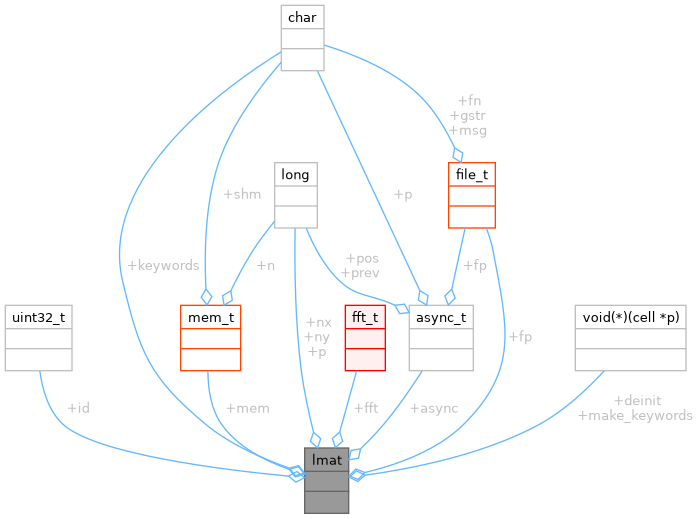 char
+fn
+gstr
+msg
long
file_t
+shm
+p
+keywords
+n
+pos
+prev
+fp
uint32_t
mem_t
fft_t
async_t
void(*)(cell *p)
+nx
+ny
+p
+fp
+id
+mem
+fft
+async
+deinit
+make_keywords
lmat